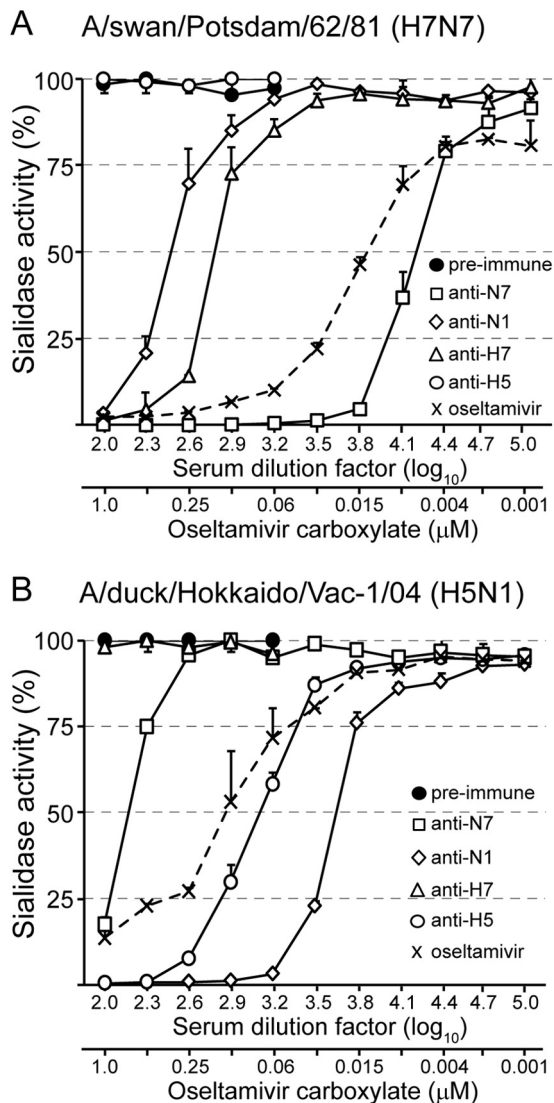 A A/swan/Potsdam/62/81 (H7N7)
Sialidase activity (%)
100
75
50
25
pre-immune
anti-N7
anti-N1
anti-H7
anti-H5
x oseltamivir
2.0 2.3 2.6 2.9 3.2 3.5 3.8 4.1 4.4 4.7 5.0
Serum dilution factor (log10)
1.0 0.25 0.06 0.015 0.004 0.001
Oseltamivir carboxylate (μM)
B A/duck/Hokkaido/Vac-1/04 (H5N1)
Sialidase activity (%)
100
75
50
25
pre-immune
anti-N7
anti-N1
anti-H7
anti-H5
x oseltamivir
2.0 2.3 2.6 2.9 3.2 3.5 3.8 4.1 4.4 4.7 5.0
Serum dilution factor (log10)
1.0 0.25 0.06 0.015 0.004 0.001
Oseltamivir carboxylate (μM)